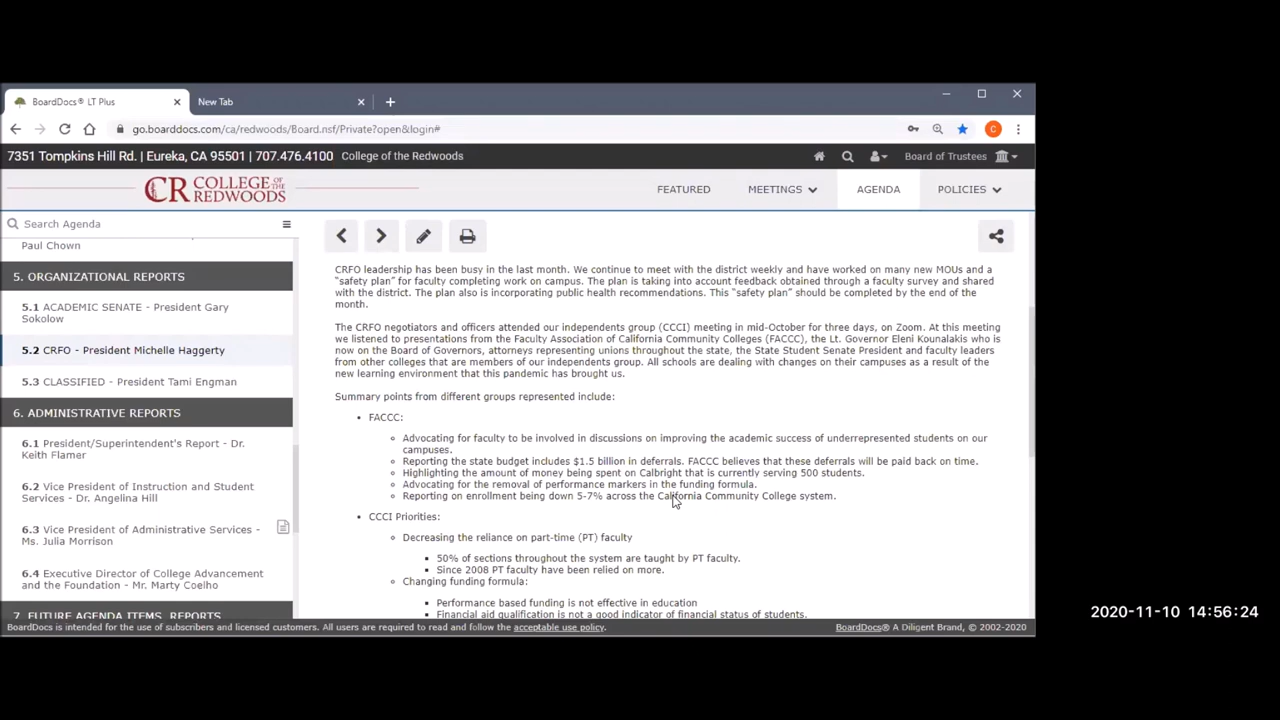 BoardDocs® LT Plus
New Tab
go.boarddocs.com/ca/redwoods/Board.nsf/Private?open&login#
C
7351 Tompkins Hill Rd. | Eureka, CA 95501 | 707.476.4100 College of the Redwoods
Board of Trustees
CR COLLEGE OF THE REDWOODS
FEATURED
MEETINGS
AGENDA
POLICIES
Search Agenda
Paul Chown
5. ORGANIZATIONAL REPORTS
5.1 ACADEMIC SENATE - President Gary
Sokolow
5.2 CRFO - President Michelle Haggerty
5.3 CLASSIFIED - President Tami Engman
6. ADMINISTRATIVE REPORTS
6.1 President/Superintendent's Report - Dr.
Keith Flamer
6.2 Vice President of Instruction and Student
Services - Dr. Angelina Hill
6.3 Vice President of Administrative Services -
Ms. Julia Morrison
6.4 Executive Director of College Advancement
and the Foundation - Mr. Marty Coelho
7. FUTURE AGENDA ITEMS, REPORTS
CRFO leadership has been busy in the last month. We continue to meet with the district weekly and have worked on many new MOUs and a
“safety plan” for faculty completing work on campus. The plan is taking into account feedback obtained through a faculty survey and shared
with the district. The plan also is incorporating public health recommendations. This “safety plan” should be completed by the end of the
month.
The CRFO negotiators and officers attended our independents group (CCCI) meeting in mid-October for three days, on Zoom. At this meeting
we listened to presentations from the Faculty Association of California Community Colleges (FACCC), the Lt. Governor Eleni Kounalakis who is
now on the Board of Governors, attorneys representing unions throughout the state, the State Student Senate President and faculty leaders
from other colleges that are members of our independents group. All schools are dealing with changes on their campuses as a result of the
new learning environment that this pandemic has brought us.
Summary points from different groups represented include:
• FACCC:
Advocating for faculty to be involved in discussions on improving the academic success of underrepresented students on our
campuses.
Reporting the state budget includes $1.5 billion in deferrals. FACCC believes that these deferrals will be paid back on time.
Highlighting the amount of money being spent on Calbright that is currently serving 500 students.
Advocating for the removal of performance markers in the funding formula.
Reporting on enrollment being down 5-7% across the California Community College system.
• CCCI Priorities:
Decreasing the reliance on part-time (PT) faculty
50% of sections throughout the system are taught by PT faculty.
Since 2008 PT faculty have been relied on more.
Changing funding formula:
Performance based funding is not effective in education
Financial aid qualification is not a good indicator of financial status of students.
BoardDocs is intended for the use of subscribers and licensed customers. All users are required to read and follow the acceptable use policy.
BoardDocs® A Diligent Brand, © 2002-2020
2020-11-10 14:56:24